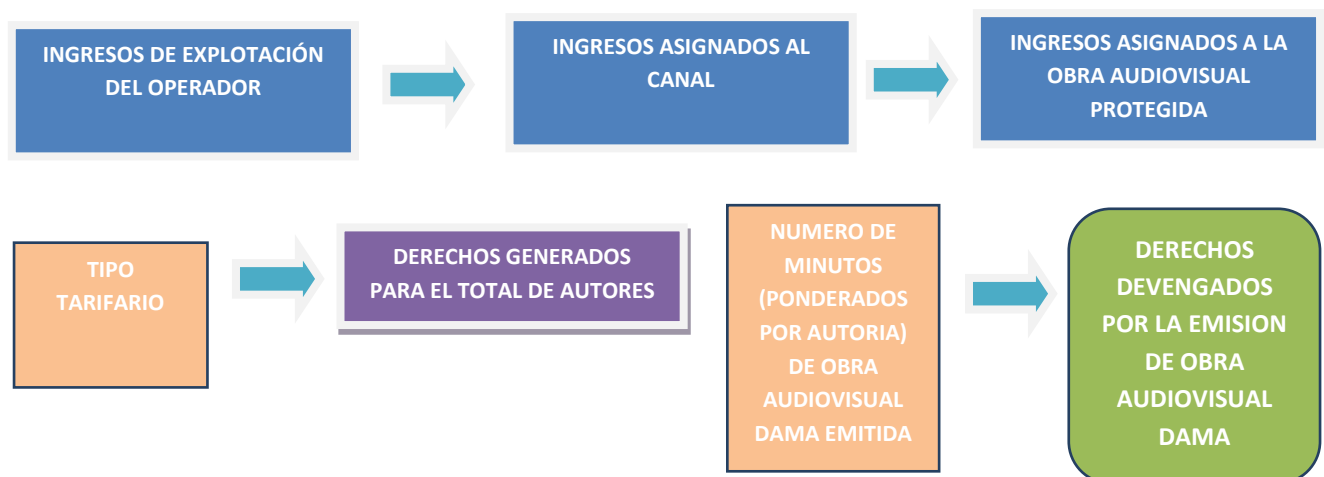 INGRESOS DE EXPLOTACIÓN
DEL OPERADOR
INGRESOS ASIGNADOS AL
CANAL
INGRESOS ASIGNADOS A LA
OBRA AUDIOVISUAL
PROTEGIDA
TIPO
TARIFARIO
DERECHOS GENERADOS
PARA EL TOTAL DE AUTORES
NUMERO DE
MINUTOS
(PONDERADOS
POR AUTORIA)
DE OBRA
AUDIOVISUAL
DAMA EMITIDA
DERECHOS
DEVENGADOS
POR LA EMISION
DE OBRA
AUDIOVISUAL
DAMA